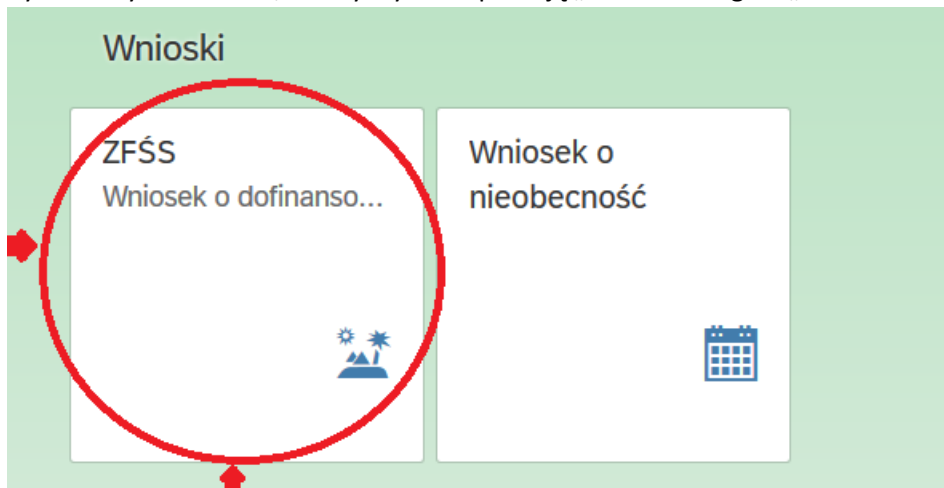 Wnioski
ZFŚS
Wniosek o dofinanso...
Wniosek o
nieobecność